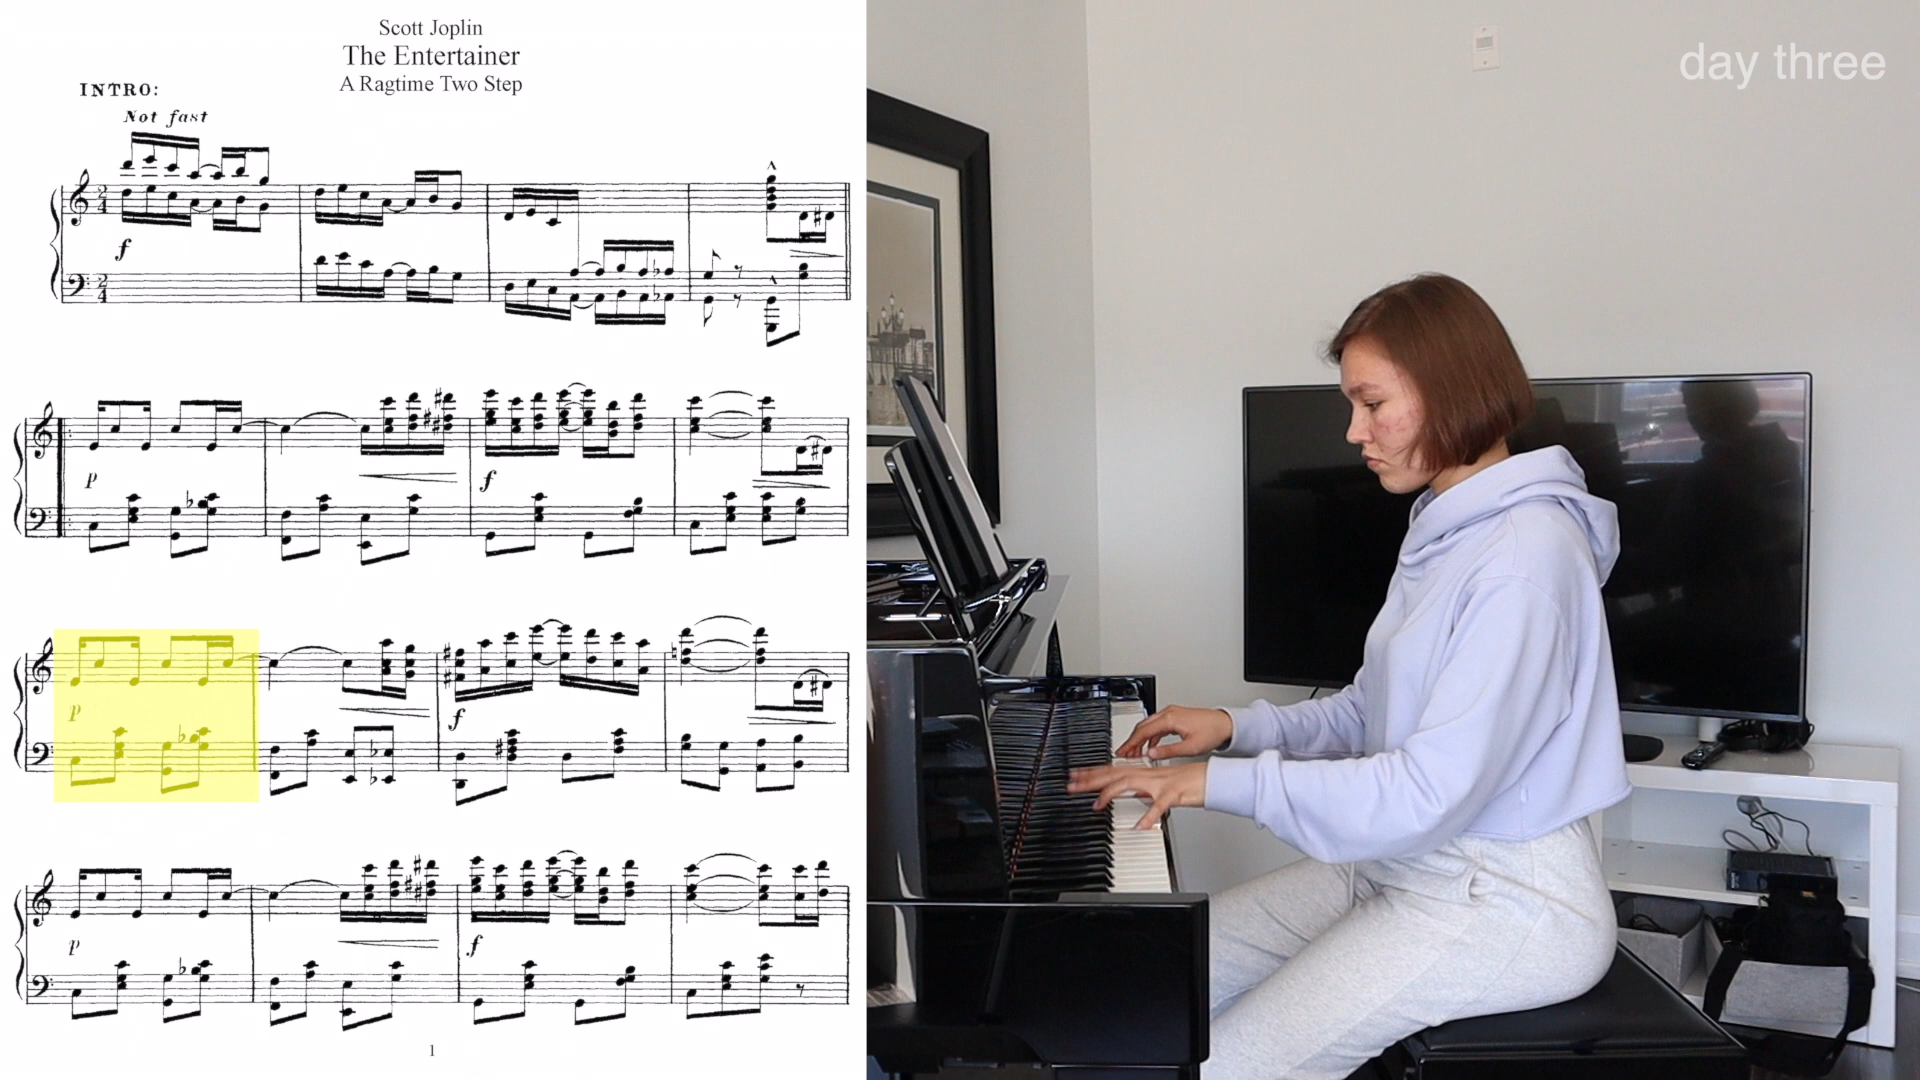 Scott Joplin
The Entertainer
A Ragtime Two Step
INTRO:
Not fast
f
p
f
p
f
p
f
1
day three